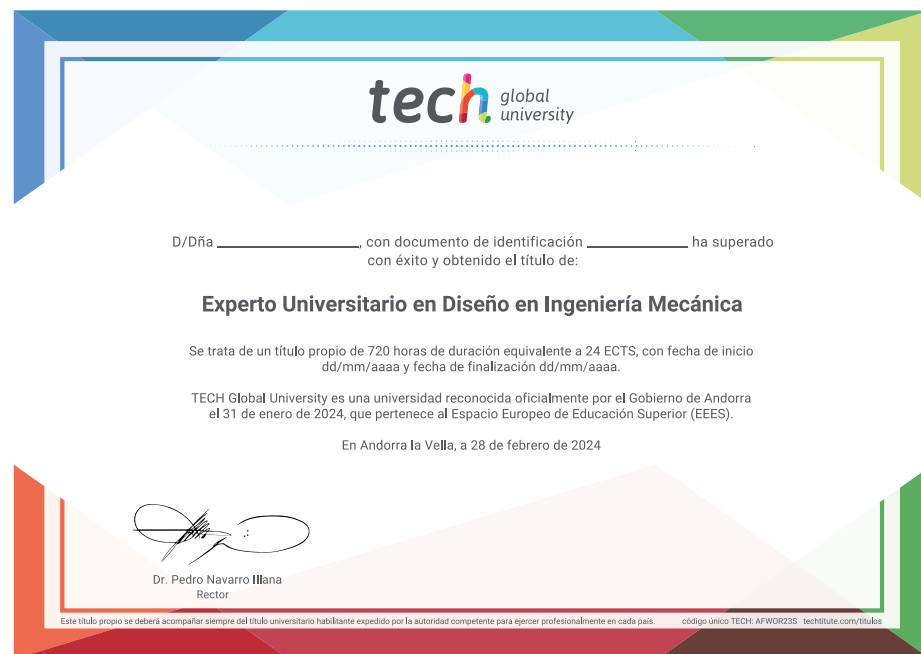 tech global university
D/Dña ____________, con documento de identificación ____________ ha superado
con éxito y obtenido el título de:
Experto Universitario en Diseño en Ingeniería Mecánica
Se trata de un título propio de 720 horas de duración equivalente a 24 ECTS, con fecha de inicio
dd/mm/aaaa y fecha de finalización dd/mm/aaaa.
TECH Global University es una universidad reconocida oficialmente por el Gobierno de Andorra
el 31 de enero de 2024, que pertenece al Espacio Europeo de Educación Superior (EEES).
En Andorra la Vella, a 28 de febrero de 2024
Dr. Pedro Navarro Illana
Rector
Este título propio se deberá acompañar siempre del título universitario habilitante expedido por la autoridad competente para ejercer profesionalmente en cada país. código único TECH: AFWOR23S techtitute.com/titulos